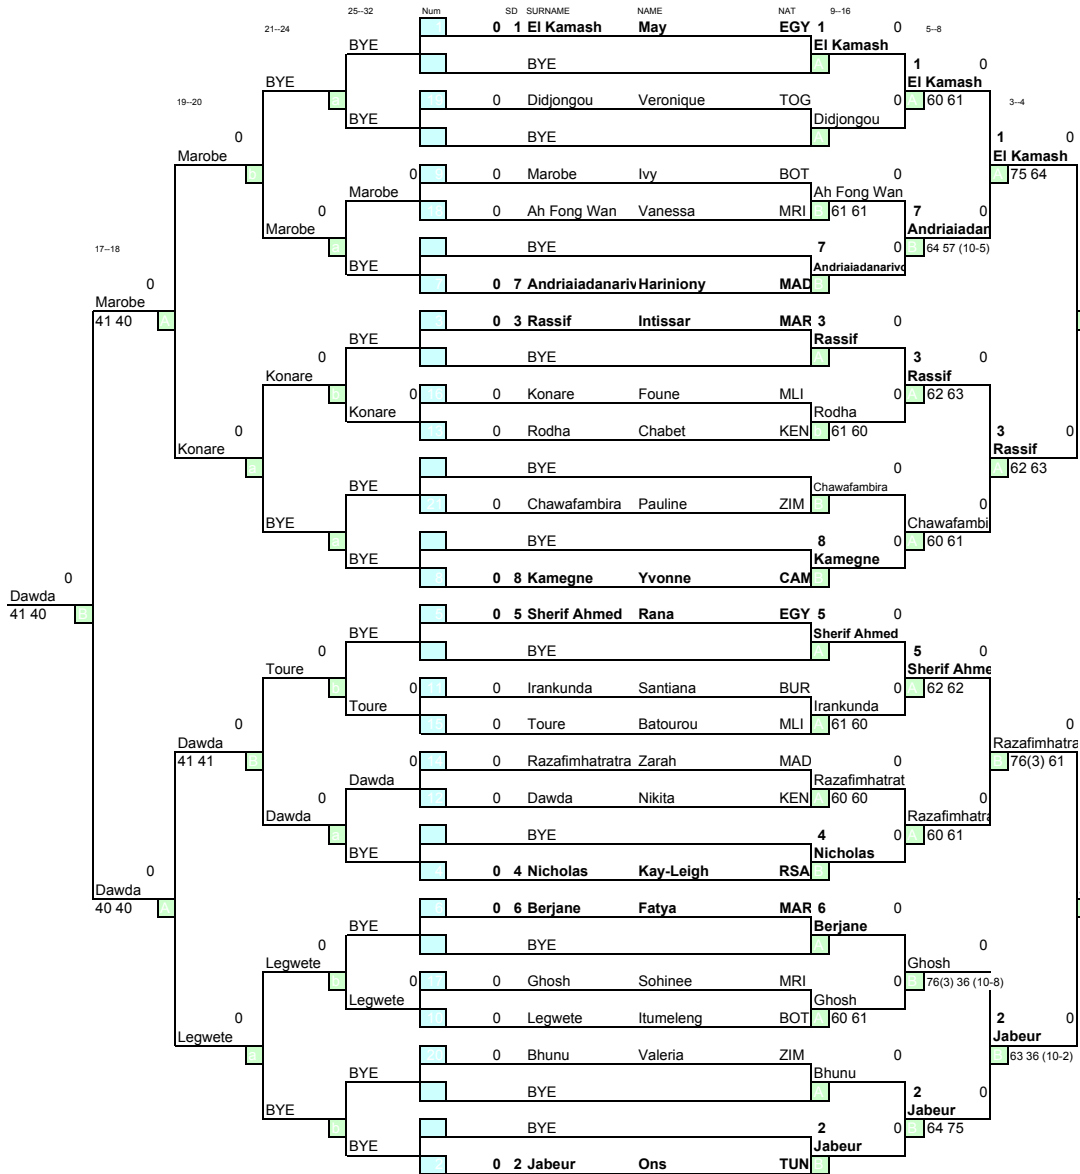 Num SD SURNAME NAME NAT 9--16
25--32
21--24 5--8
0 1 El Kamash May EGY 1 0
BYE El Kamash
BYE 1 0
BYE El Kamash
19--20 0 Didjongou Veronique TOG 0 60 61 3--4
BYE Didjongou
0 BYE 1 0
Marobe El Kamash
0 0 Marobe Ivy BOT 0 75 64
Marobe Ah Fong Wan
0 0 Ah Fong Wan Vanessa MRI 61 61 7 0
Marobe Andriaiadan
17--18 BYE 7 0 64 57 (10-5)
BYE Andriaiadanarivo
0 0 7 Andriaiadanariv Hariniony MAD
Marobe
41 40 0 3 Rassif Intissar MAR 3 0
BYE Rassif
0 BYE 3 0
Konare Rassif
0 0 Konare Foune MLI 0 62 63
Konare Rodha
0 0 Rodha Chabet KEN 61 60 3 0
Konare Rassif
BYE 0 62 63
BYE Chawafambira
0 Chawafambira Pauline ZIM 0
BYE Chawafambi
BYE 8 0 60 61
BYE Kamegne
0 0 8 Kamegne Yvonne CAM
Dawda
41 40 0 5 Sherif Ahmed Rana EGY 5 0
BYE Sherif Ahmed
0 BYE 5 0
Toure Sherif Ahme
0 0 Irankunda Santiana BUR 0 62 62
Toure Irankunda
0 0 Toure Batourou MLI 61 60 0
Dawda Razafimhatra
41 41 0 0 Razafimhatratra Zarah MAD 0 76(3) 61
Dawda Razafimhatrat
0 0 Dawda Nikita KEN 60 60 0
Dawda Razafimhatra
BYE 4 0 60 61
BYE Nicholas
0 0 4 Nicholas Kay-Leigh RSA
Dawda
40 40 0 6 Berjane Fatya MAR 6 0
BYE Berjane
0 BYE 0
Legwete Ghosh
0 0 Ghosh Sohinee MRI 0 76(3) 36 (10-8)
Legwete Ghosh
0 0 Legwete Itumeleng BOT 60 61 2 0
Legwete Jabeur
0 Bhunu Valeria ZIM 0 63 36 (10-2)
BYE Bhunu
BYE 2 0
BYE Jabeur
BYE 2 0 64 75
BYE Jabeur
0 2 Jabeur Ons TUN